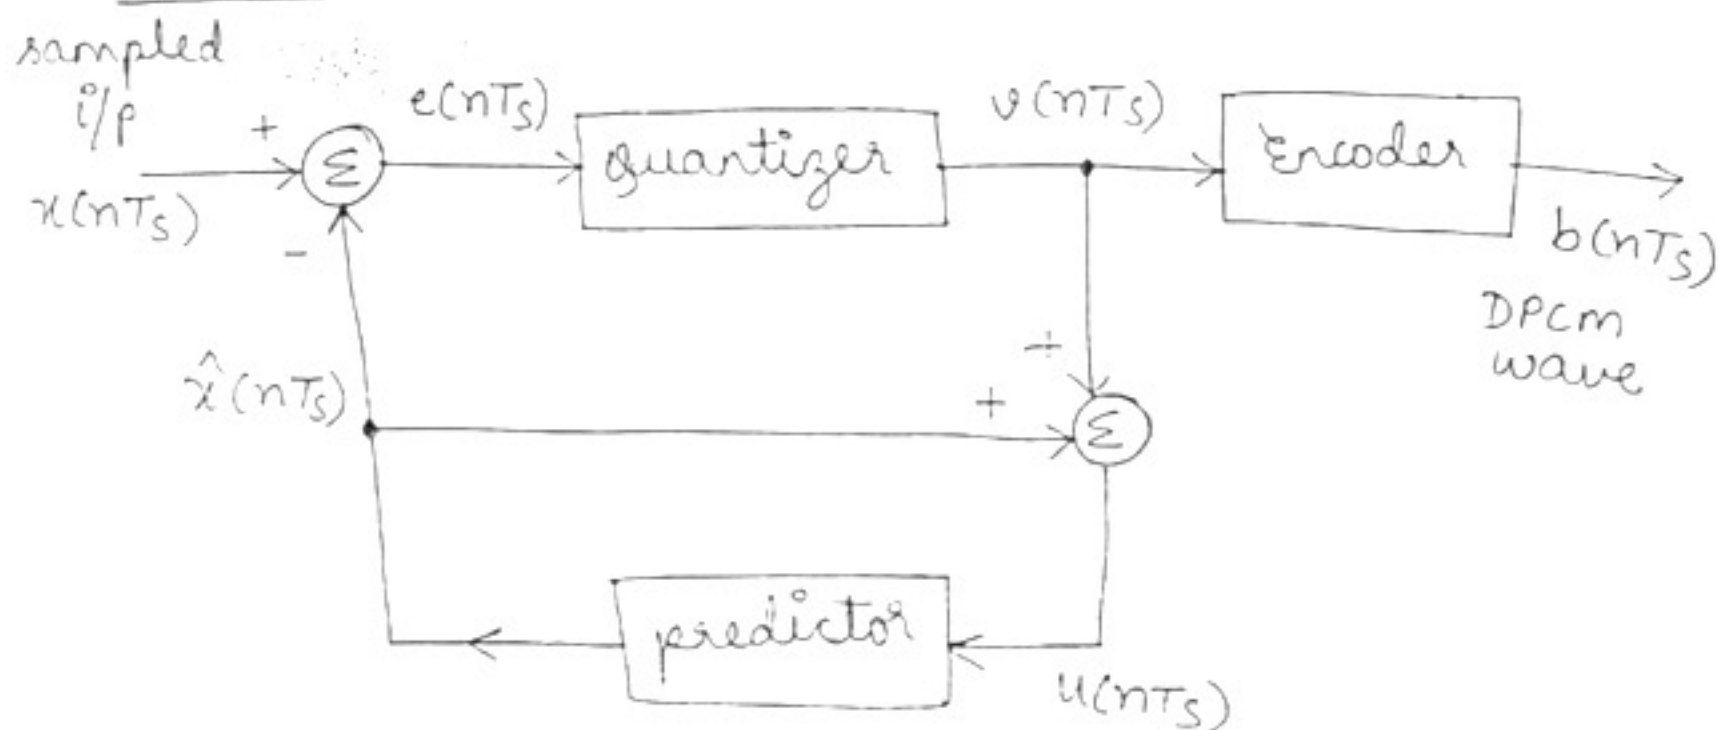 sampled
i/p
+
e(nTs)
v(nTs)
Σ
Quantizer
Encoder
x(nTs)
-
b(nTs)
DPCM
wave
x̂(nTs)
+
+
Σ
predictor
u(nTs)